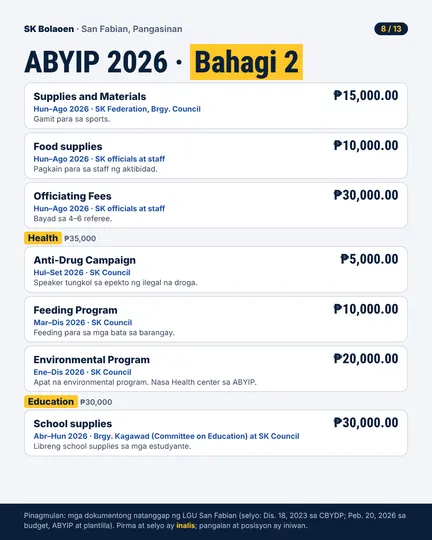 SK Bolaoen · San Fabian, Pangasinan
8 / 13
ABYIP 2026 · Bahagi 2
Supplies and Materials
₱15,000.00
Hun–Ago 2026 · SK Federation, Brgy. Council
Gamit para sa sports.
Food supplies
₱10,000.00
Hun–Ago 2026 · SK officials at staff
Pagkain para sa staff ng aktibidad.
Officiating Fees
₱30,000.00
Hun–Ago 2026 · SK officials at staff
Bayad sa 4–6 referee.
Health ₱35,000
Anti-Drug Campaign
₱5,000.00
Hul–Set 2026 · SK Council
Speaker tungkol sa epekto ng ilegal na droga.
Feeding Program
₱10,000.00
Mar–Dis 2026 · SK Council
Feeding para sa mga bata sa barangay.
Environmental Program
₱20,000.00
Ene–Dis 2026 · SK Council
Apat na environmental program. Nasa Health center sa ABYIP.
Education ₱30,000
School supplies
₱30,000.00
Abr–Hun 2026 · Brgy. Kagawad (Committee on Education) at SK Council
Libreng school supplies sa mga estudyante.
Pinagmulan: mga dokumentong natanggap ng LGU San Fabian (selyo: Dis. 18, 2023 sa CBYDP; Peb. 20, 2026 sa
budget, ABYIP at plantilla). Pirma at selyo ay inalis; pangalan at posisyon ay iniwan.